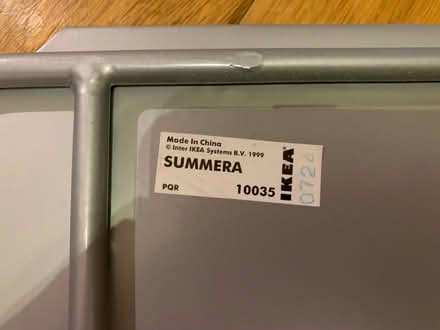 Made in China
© Inter IKEA Systems B.V. 1999
SUMMERA
PQR 10035
IKEA
®
0724